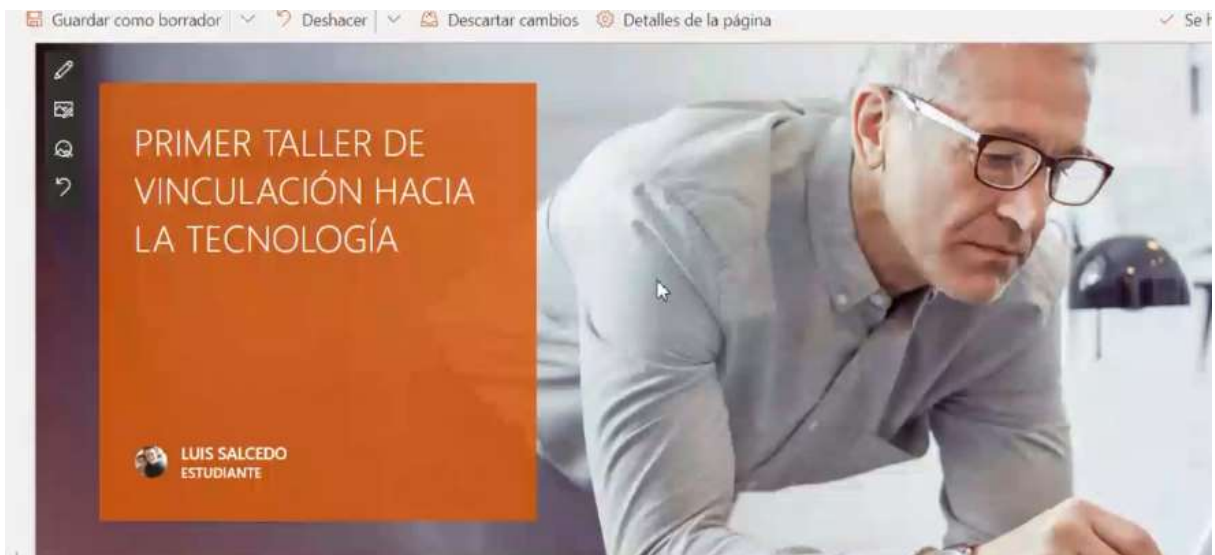 Guardar como borrador Deshacer Descartar cambios Detalles de la página Se
PRIMER TALLER DE
VINCULACIÓN HACIA
LA TECNOLOGÍA
LUIS SALCEDO
ESTUDIANTE